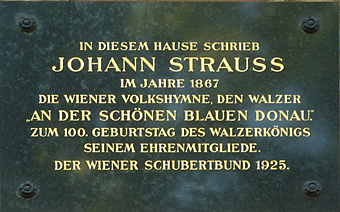 IN DIESEM HAUSE SCHRIEB
JOHANN STRAUSS
IM JAHRE 1867
DIE WIENER VOLKSHYMNE, DEN WALZER
„AN DER SCHÖNEN BLAUEN DONAU.“
ZUM 100. GEBURTSTAG DES WALZERKÖNIGS
SEINEM EHRENMITGLIEDE.
DER WIENER SCHUBERTBUND 1925.